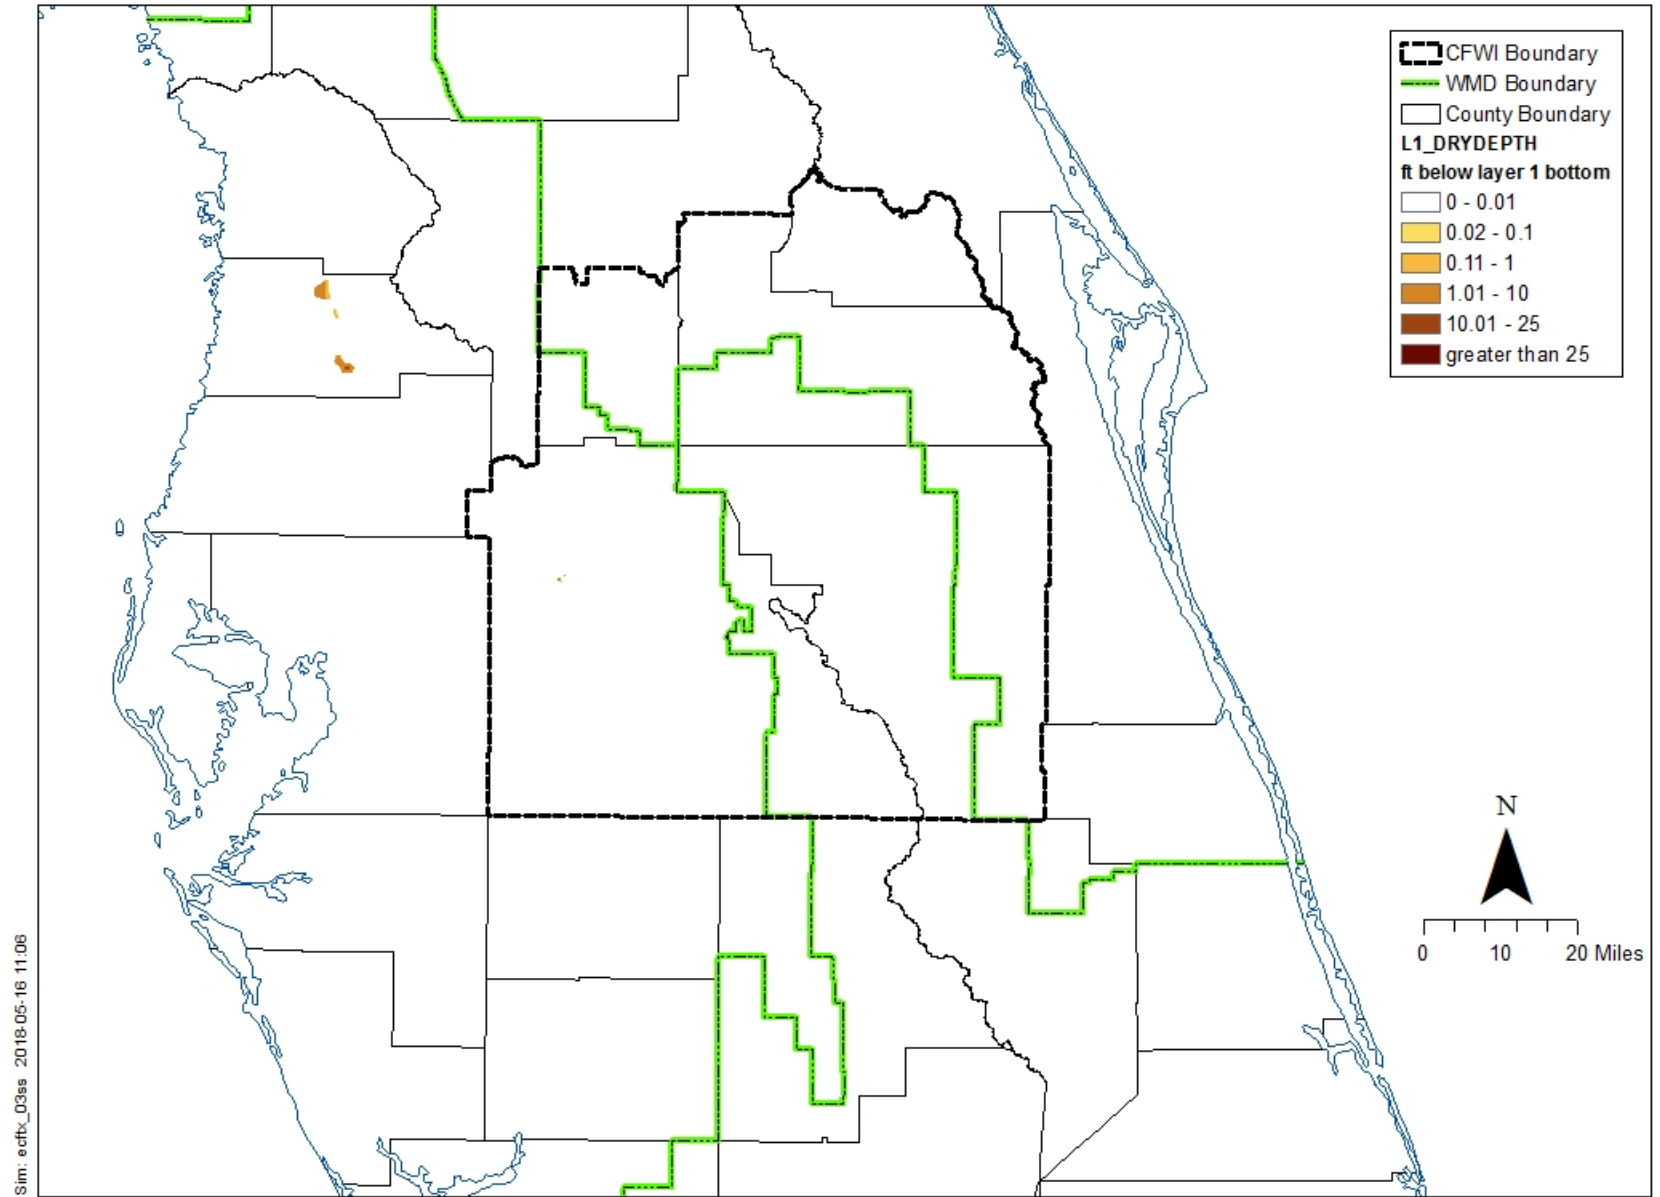 CFWI Boundary
WMD Boundary
County Boundary
L1_DRYDEPTH
ft below layer 1 bottom
0 - 0.01
0.02 - 0.1
0.11 - 1
1.01 - 10
10.01 - 25
greater than 25
N
0 10 20 Miles
Sim: ecftx_03ss 2018-05-16 11:06